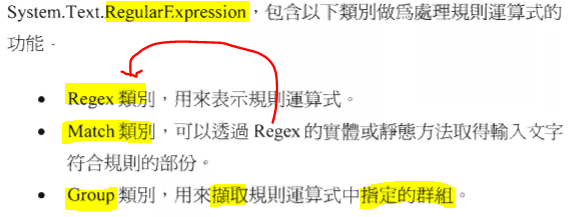 System.Text.RegularExpression，包含以下類別做為處理規則運算式的
功能。
• Regex 類別，用來表示規則運算式。
• Match 類別，可以透過 Regex 的實體或靜態方法取得輸入文字
符合規則的部份。
• Group 類別，用來擷取規則運算式中指定的群組。